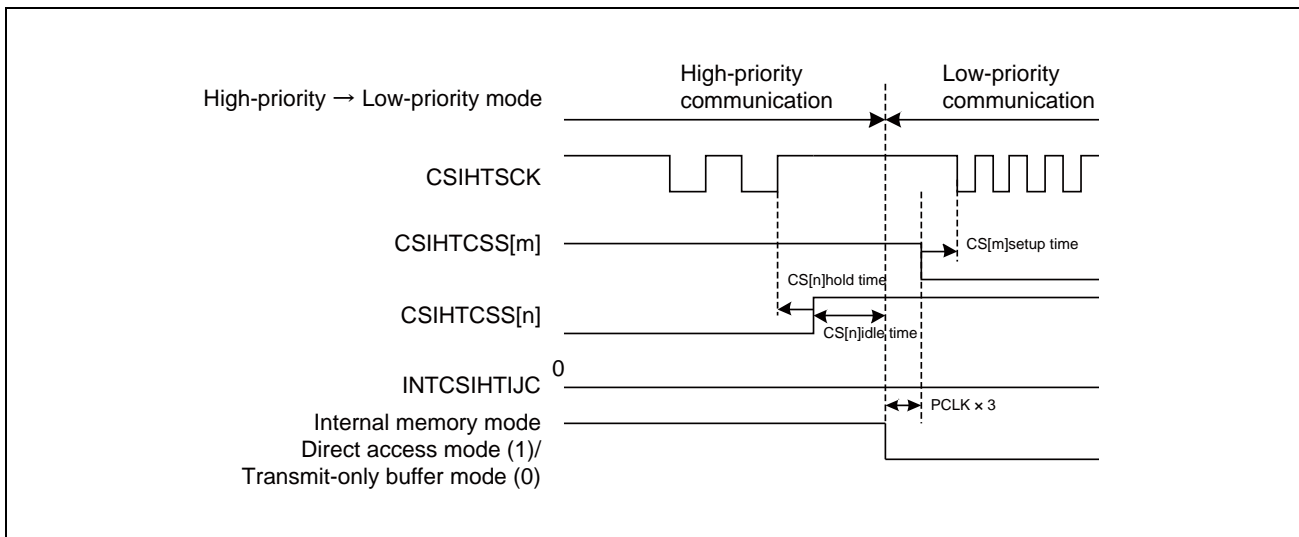 High-priority
communication
Low-priority
communication
High-priority → Low-priority mode
CSIHTSCK
CSIHTCSS[m]
CS[m]setup time
CS[n]hold time
CSIHTCSS[n]
CS[n]idle time
0
INTCSIHTIJC
PCLK × 3
Internal memory mode
Direct access mode (1)/
Transmit-only buffer mode (0)